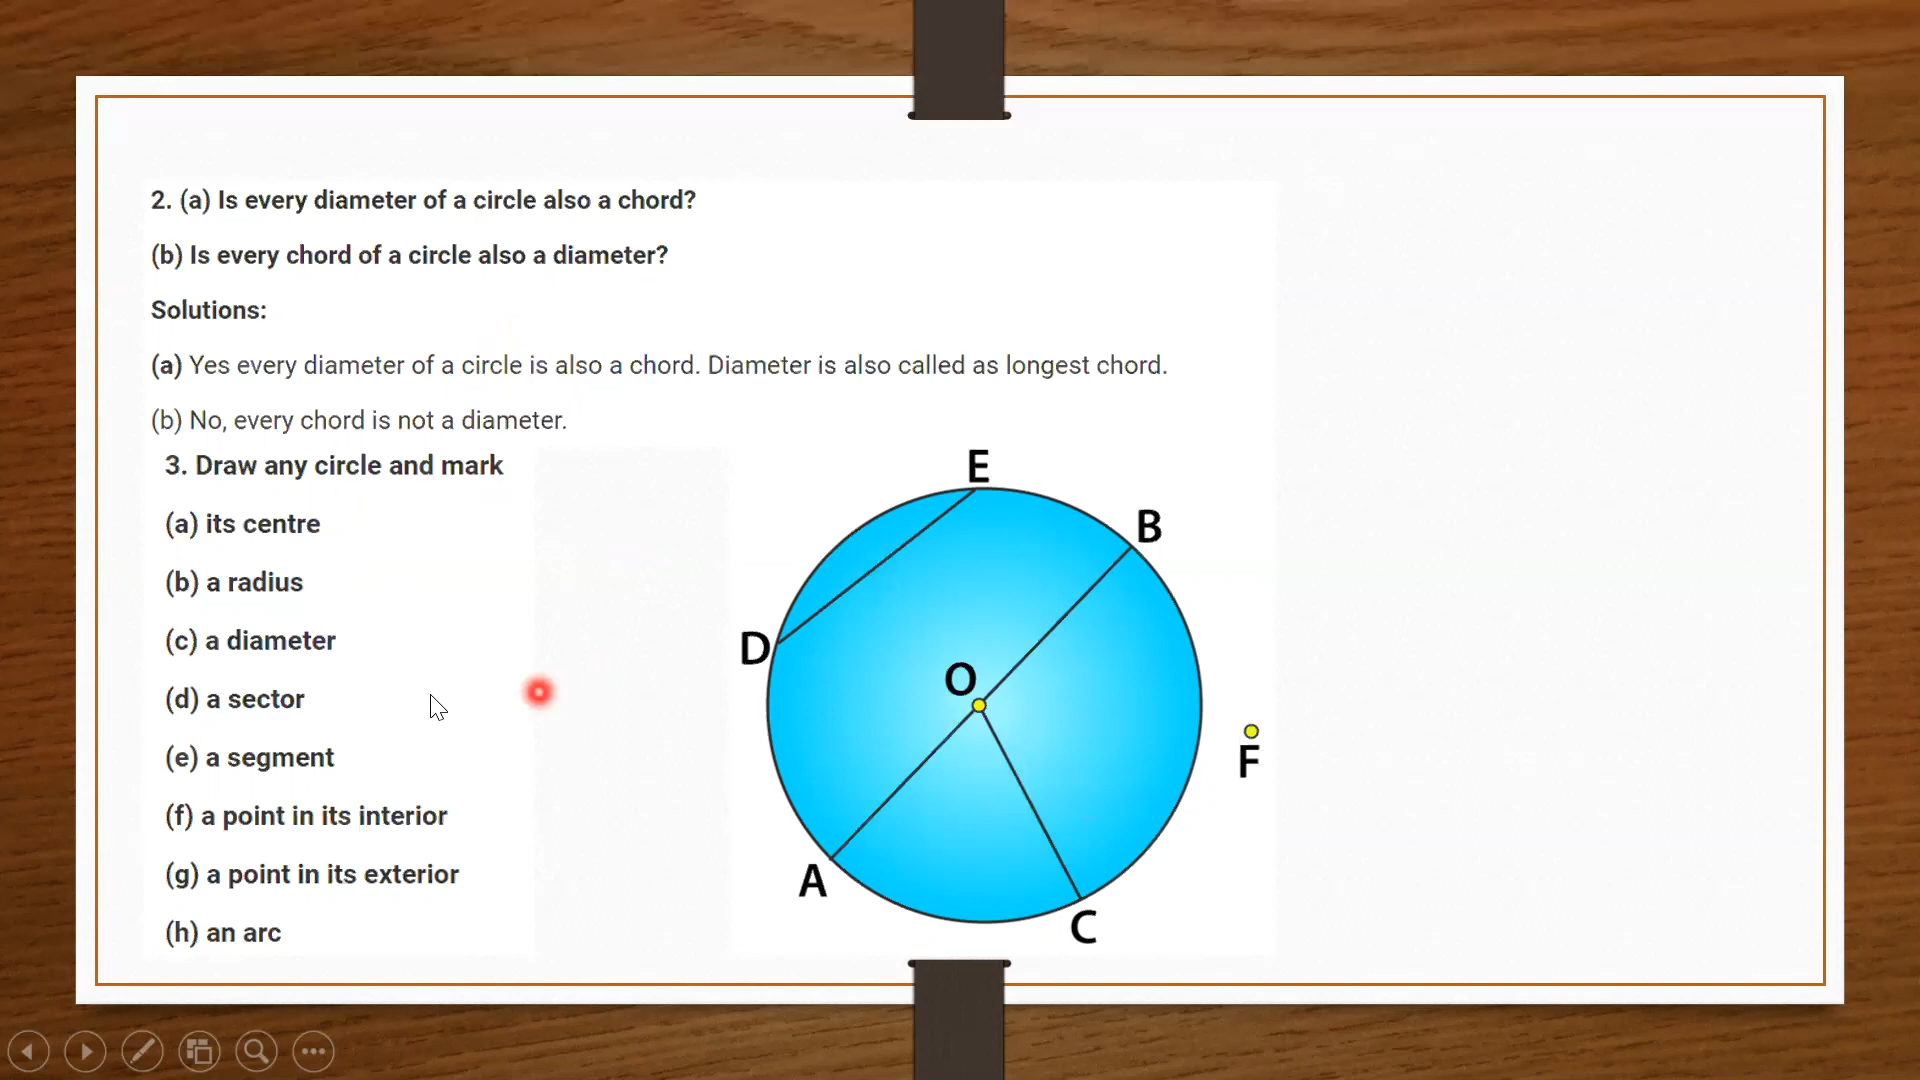 2. (a) Is every diameter of a circle also a chord?
(b) Is every chord of a circle also a diameter?
Solutions:
(a) Yes every diameter of a circle is also a chord. Diameter is also called as longest chord.
(b) No, every chord is not a diameter.
3. Draw any circle and mark
(a) its centre
(b) a radius
(c) a diameter
(d) a sector
(e) a segment
(f) a point in its interior
(g) a point in its exterior
(h) an arc
E
B
D
O
F
A
C